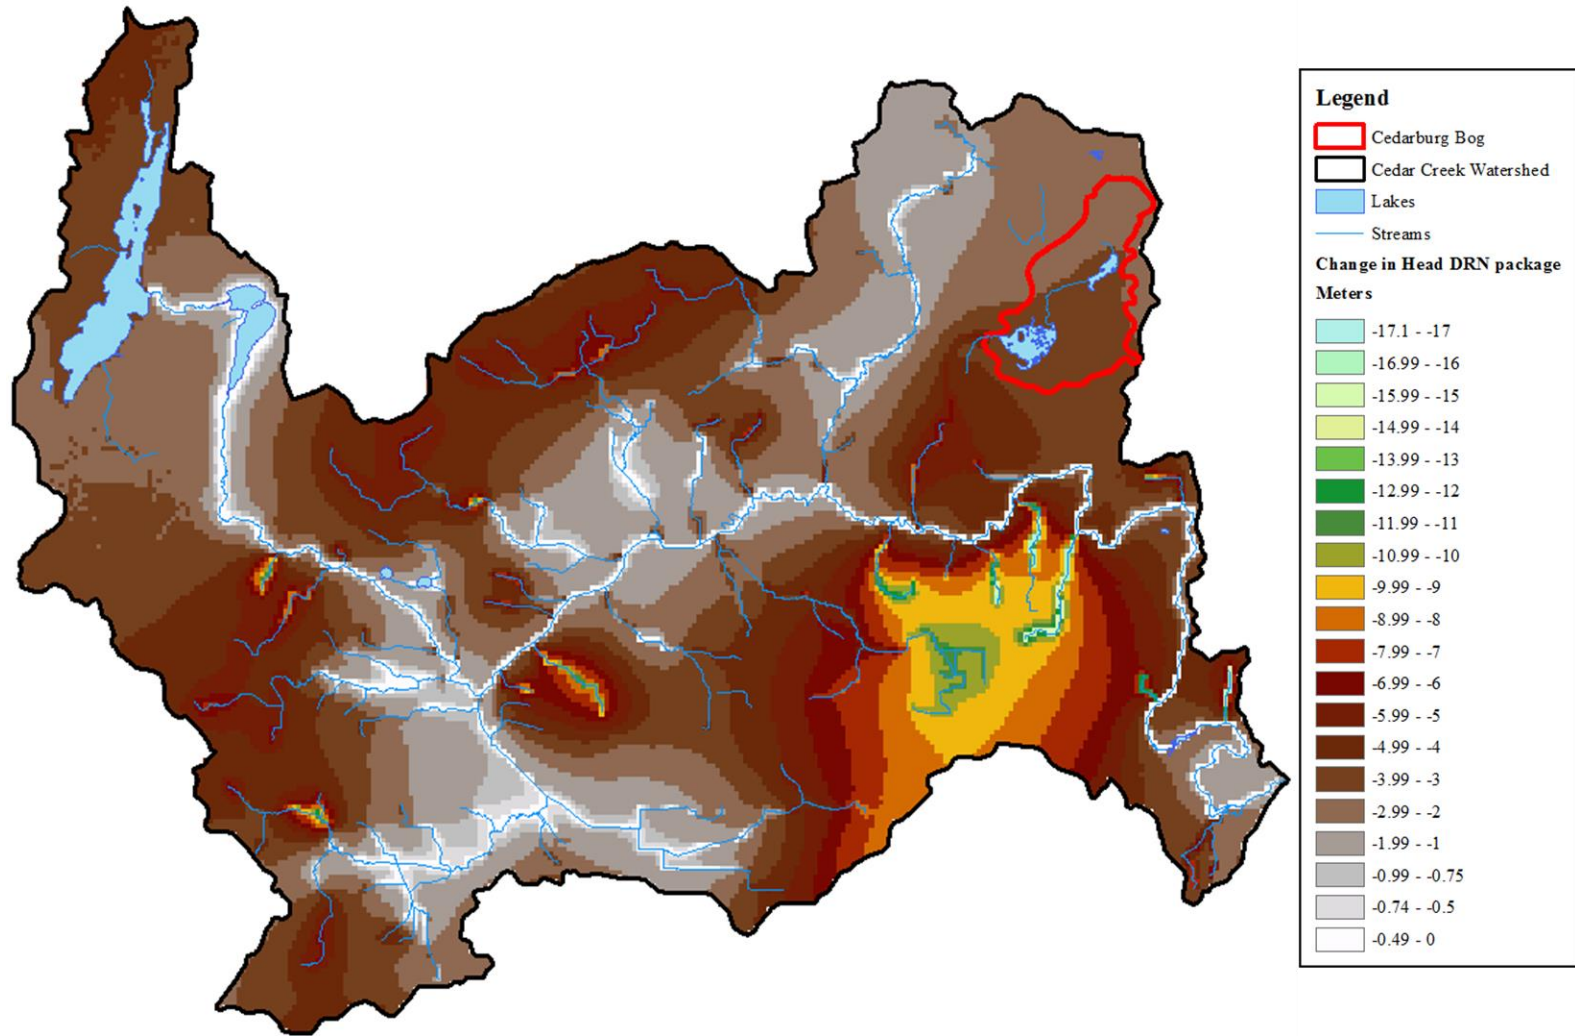 Legend
Cedarburg Bog
Cedar Creek Watershed
Lakes
Streams
Change in Head DRN package
Meters
-17.1 - -17
-16.99 - -16
-15.99 - -15
-14.99 - -14
-13.99 - -13
-12.99 - -12
-11.99 - -11
-10.99 - -10
-9.99 - -9
-8.99 - -8
-7.99 - -7
-6.99 - -6
-5.99 - -5
-4.99 - -4
-3.99 - -3
-2.99 - -2
-1.99 - -1
-0.99 - -0.75
-0.74 - -0.5
-0.49 - 0